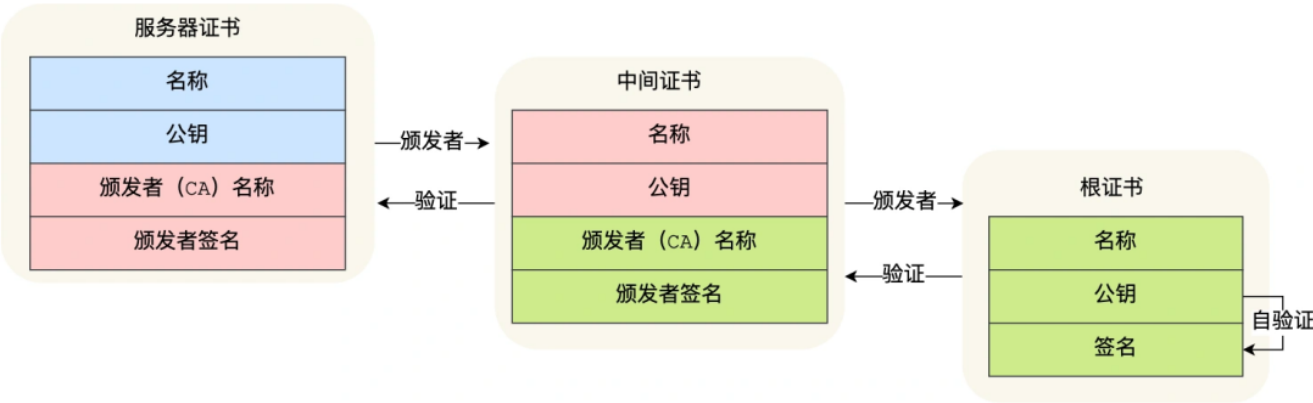 服务器证书
名称
公钥
颁发者（CA）名称
颁发者签名
颁发者
验证
中间证书
名称
公钥
颁发者（CA）名称
颁发者签名
颁发者
验证
根证书
名称
公钥
签名
自验证